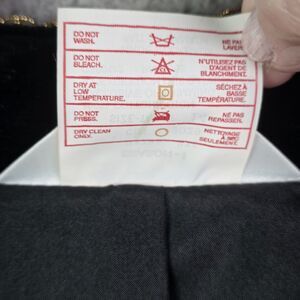 DO NOT WASH.
NE PAS LAVER.
DO NOT BLEACH.
N'UTILISEZ PAS D'AGENT DE BLANCHIMENT.
DRY AT LOW TEMPERATURE.
SÉCHEZ À BASSE TEMPÉRATURE.
DO NOT PRESS.
NE PAS REPASSER.
DRY CLEAN ONLY.
NETTOYAGE À SEC SEULEMENT.